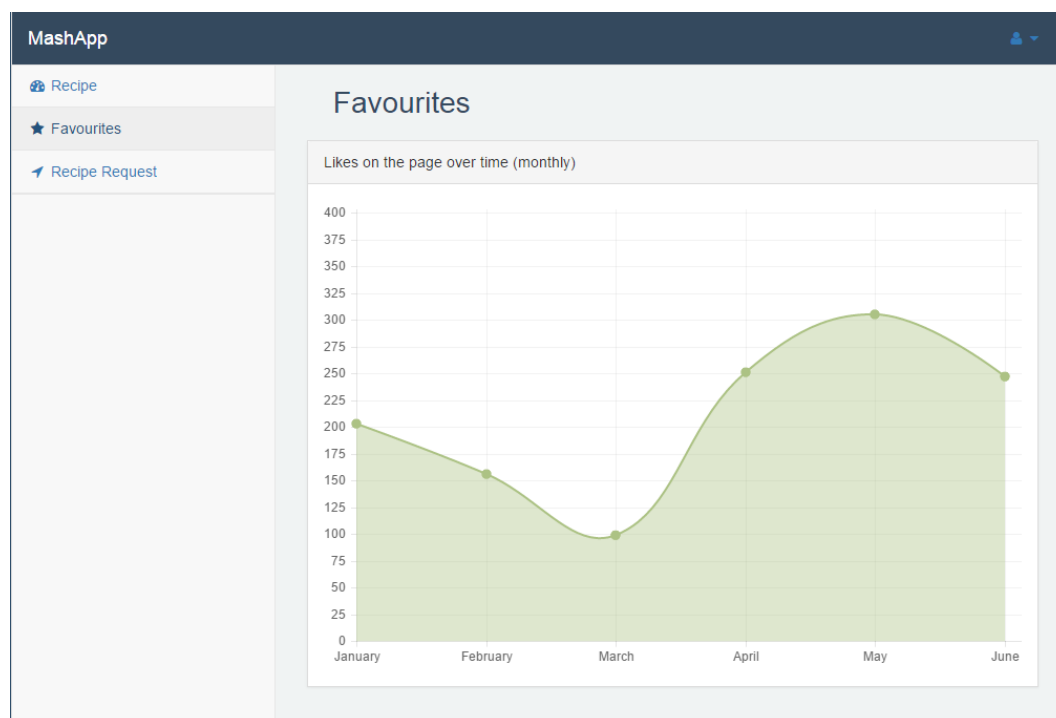 MashApp
Recipe
Favourites
Recipe Request
Favourites
Likes on the page over time (monthly)
400
375
350
325
300
275
250
225
200
175
150
125
100
75
50
25
0
January February March April May June